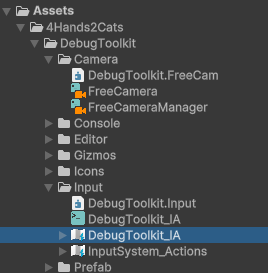 Assets
4Hands2Cats
DebugToolkit
Camera
DebugToolkit.FreeCam
FreeCamera
FreeCameraManager
Console
Editor
Gizmos
Icons
Input
DebugToolkit.Input
DebugToolkit_IA
DebugToolkit_IA
InputSystem_Actions
Prefab